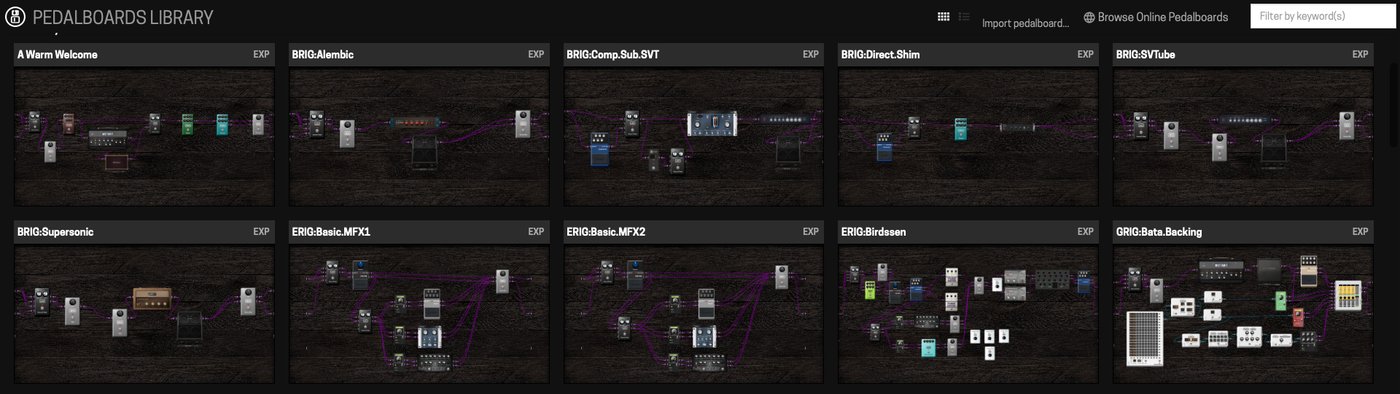 PEDALBOARDS LIBRARY
Import pedalboard...
Browse Online Pedalboards
Filter by keyword(s)
A Warm Welcome EXP
BRIG:Alembic EXP
BRIG:Comp.Sub.SVT EXP
BRIG:Direct.Shim EXP
BRIG:SVTube EXP
BRIG:Supersonic EXP
ERIG:Basic.MFX1 EXP
ERIG:Basic.MFX2 EXP
ERIG:Birdssen EXP
GRIG:Bata.Backing EXP